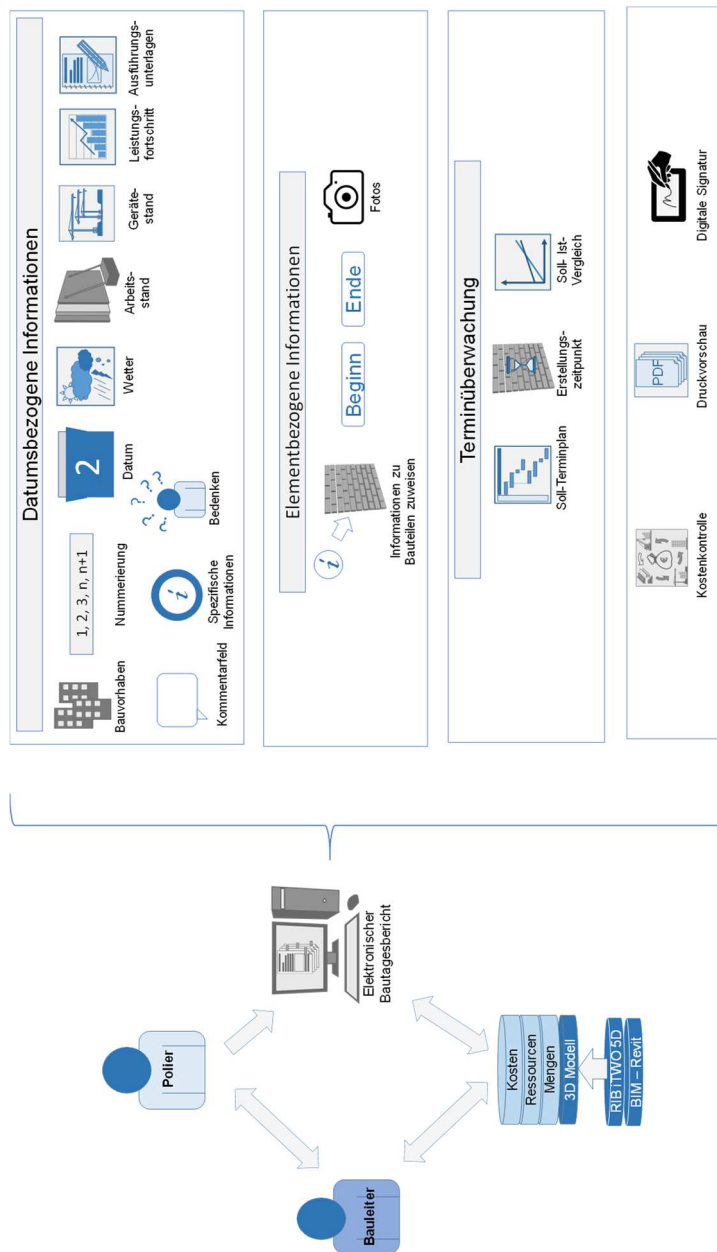 Polier
Bauleiter
Elektronischer
Bautagesbericht
Kosten
Ressourcen
Mengen
3D Modell
RIB iTWO 5D
BIM – Revit
Datumsbezogene Informationen
Bauvorhaben
1, 2, 3, n, n+1
Nummerierung
2
Datum
Wetter
Arbeits-
stand
Geräte-
stand
Leistungs-
fortschritt
Ausführungs-
unterlagen
Kommentarfeld
i
Spezifische
Informationen
? ? ? ? ? ?
Bedenken
Elementbezogene Informationen
i
Informationen zu
Bauteilen zuweisen
Beginn
Ende
Fotos
Terminüberwachung
Soll-Terminplan
Erstellungs-
zeitpunkt
Soll- Ist-
Vergleich
Kostenkontrolle
€
PDF
Druckvorschau
Digitale Signatur